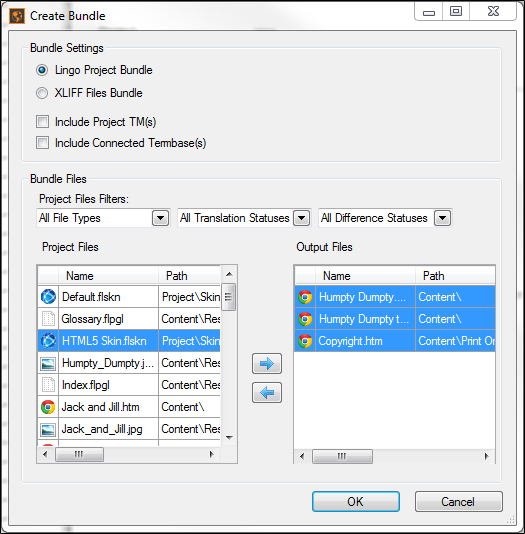 Create Bundle
Bundle Settings
Lingo Project Bundle
XLIFF Files Bundle
Include Project TM(s)
Include Connected Termbase(s)
Bundle Files
Project Files Filters:
All File Types All Translation Statuses All Difference Statuses
Project Files
Name Path
Default.flskn Project\Skin
Glossary.flpgl Content\Res
HTML5 Skin.flskn Project\Skin
Humpty_Dumpty.j... Content\Res
Index.flpgl Content\Res
Jack and Jill.htm Content\
Jack_and_Jill.jpg Content\Res
Output Files
Name Path
Humpty Dumpty.... Content\
Humpty Dumpty t... Content\
Copyright.htm Content\Print On
OK Cancel